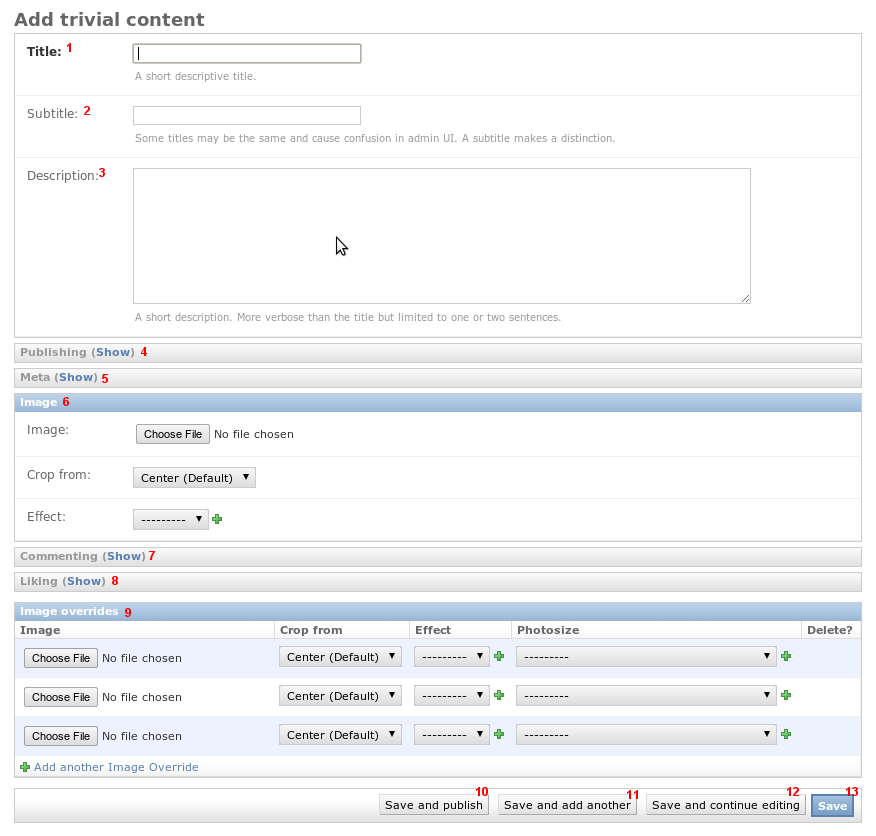 Add trivial content
Title: 1
A short descriptive title.
Subtitle: 2
Some titles may be the same and cause confusion in admin UI. A subtitle makes a distinction.
Description: 3
A short description. More verbose than the title but limited to one or two sentences.
Publishing (Show) 4
Meta (Show) 5
Image 6
Image: Choose File No file chosen
Crop from: Center (Default)
Effect: ---------
Commenting (Show) 7
Liking (Show) 8
Image overrides 9
Image Crop from Effect Photosize Delete?
Choose File No file chosen Center (Default) --------- ---------
Choose File No file chosen Center (Default) --------- ---------
Choose File No file chosen Center (Default) --------- ---------
Add another Image Override
10 11 12 13
Save and publish Save and add another Save and continue editing Save